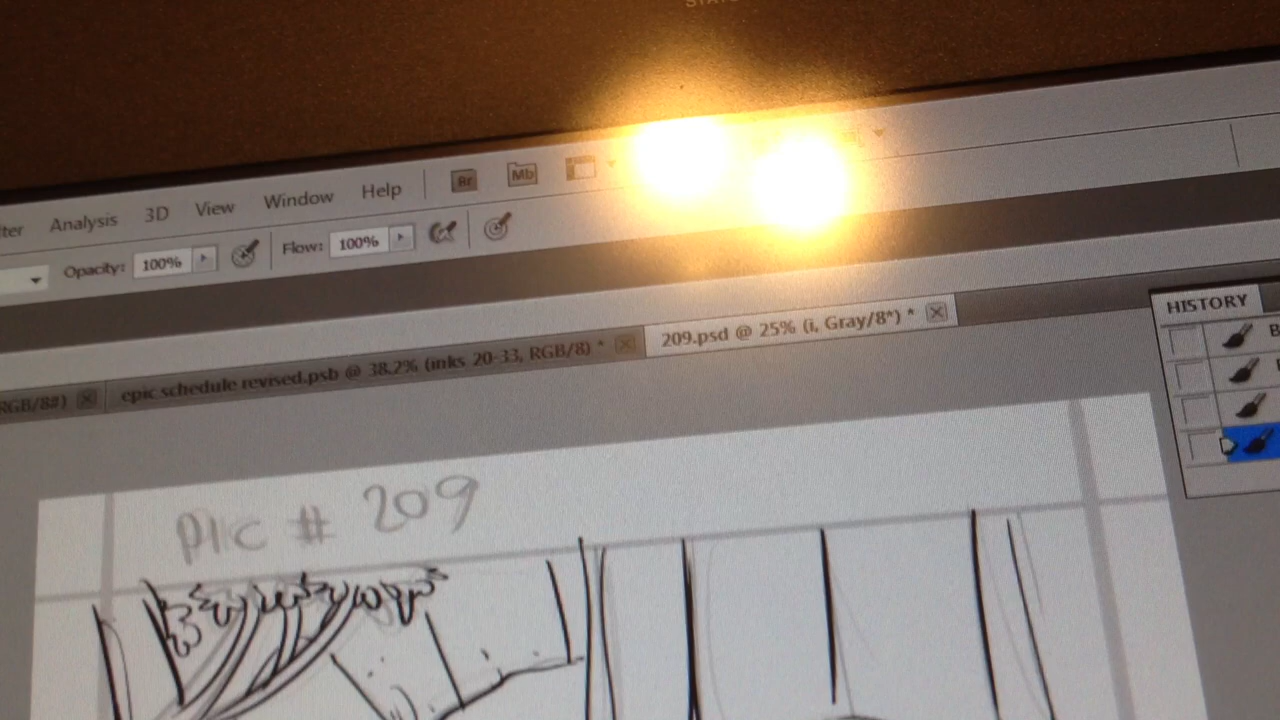 Analysis 3D View Window Help Br Mb
Opacity: 100% Flow: 100%
HISTORY
RGB/8#) epic schedule revised.psb @ 38.2% (inks 20-33, RGB/8) * 209.psd @ 25% (i, Gray/8*) *
PIC # 209